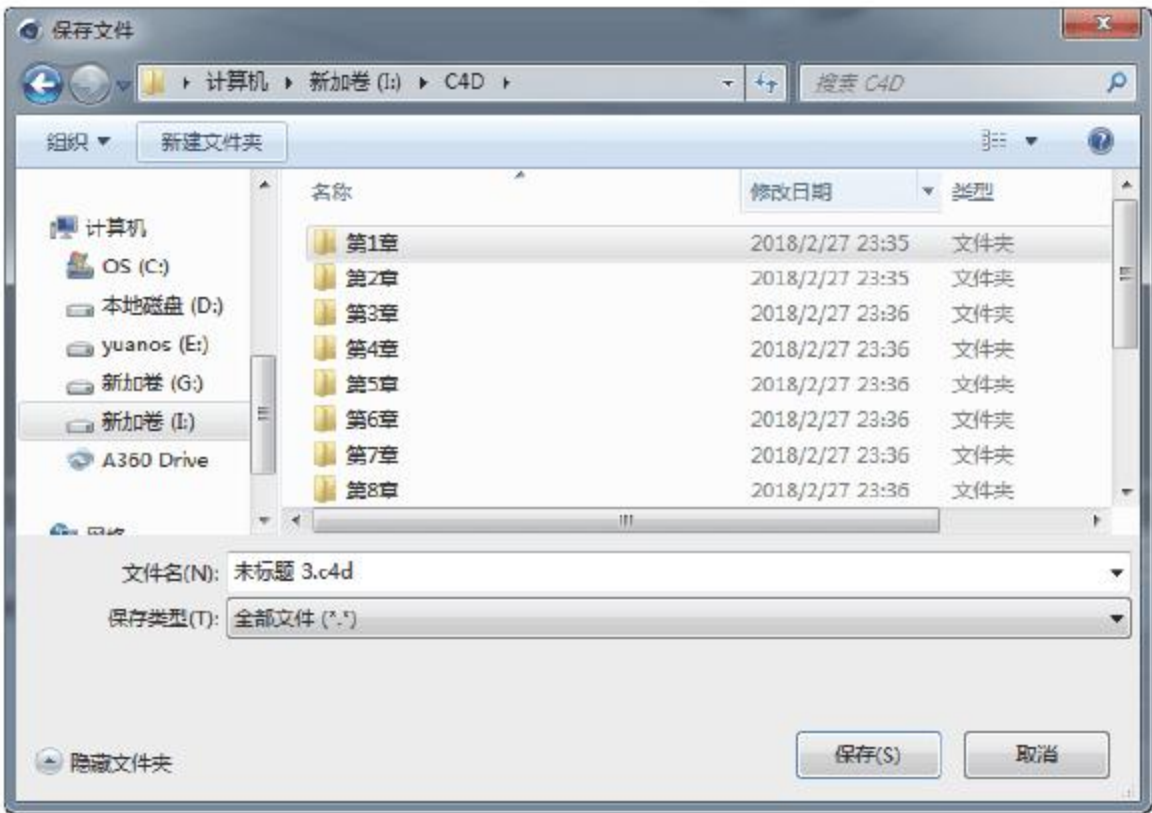 保存文件
计算机 新加卷 (I:) C4D 搜索 C4D
组织 新建文件夹
名称 修改日期 类型
计算机
OS (C:)
本地磁盘 (D:)
yuanos (E:)
新加卷 (G:)
新加卷 (I:)
A360 Drive
网络
第1章 2018/2/27 23:35 文件夹
第2章 2018/2/27 23:35 文件夹
第3章 2018/2/27 23:36 文件夹
第4章 2018/2/27 23:36 文件夹
第5章 2018/2/27 23:36 文件夹
第6章 2018/2/27 23:36 文件夹
第7章 2018/2/27 23:36 文件夹
第8章 2018/2/27 23:36 文件夹
文件名(N): 未标题 3.c4d
保存类型(T): 全部文件 (*.*)
隐藏文件夹 保存(S) 取消